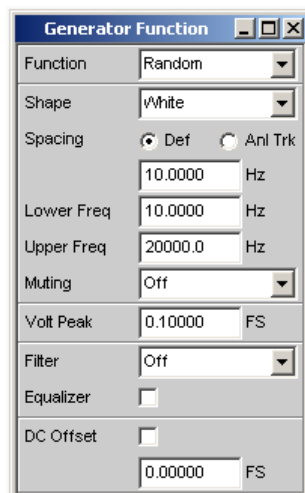 Generator Function
Function Random
Shape White
Spacing Def Anl Trk
10.0000 Hz
Lower Freq 10.0000 Hz
Upper Freq 20000.0 Hz
Muting Off
Volt Peak 0.10000 FS
Filter Off
Equalizer
DC Offset
0.00000 FS